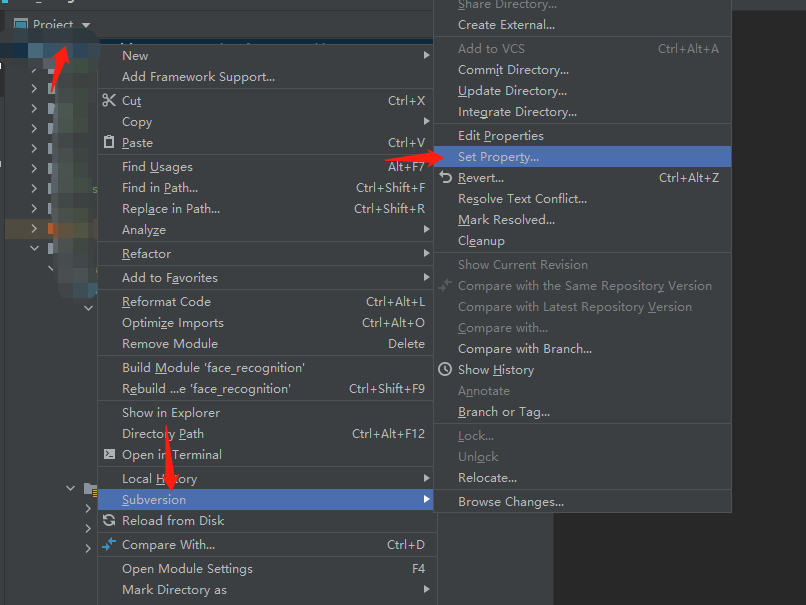 Project
New
Add Framework Support...
Cut Ctrl+X
Copy
Paste Ctrl+V
Find Usages Alt+F7
Find in Path... Ctrl+Shift+F
Replace in Path... Ctrl+Shift+R
Analyze
Refactor
Add to Favorites
Reformat Code Ctrl+Alt+L
Optimize Imports Ctrl+Alt+O
Remove Module Delete
Build Module 'face_recognition'
Rebuild ...e 'face_recognition' Ctrl+Shift+F9
Show in Explorer
Directory Path Ctrl+Alt+F12
Open in Terminal
Local History
Subversion
Reload from Disk
Compare With... Ctrl+D
Open Module Settings F4
Mark Directory as
Share Directory...
Create External...
Add to VCS Ctrl+Alt+A
Commit Directory...
Update Directory...
Integrate Directory...
Edit Properties
Set Property...
Revert... Ctrl+Alt+Z
Resolve Text Conflict...
Mark Resolved...
Cleanup
Show Current Revision
Compare with the Same Repository Version
Compare with Latest Repository Version
Compare with...
Compare with Branch...
Show History
Annotate
Branch or Tag...
Lock...
Unlock
Relocate...
Browse Changes...